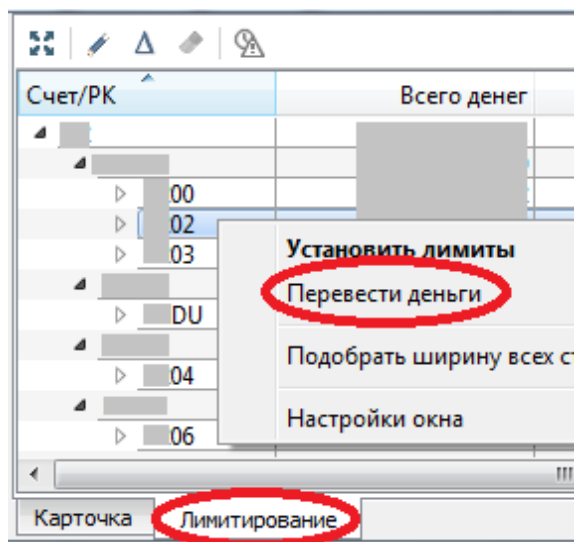 Счет/РК Всего денег
00
02
03
Установить лимиты
Перевести деньги
DU
Подобрать ширину всех
04
Настройки окна
06
Карточка Лимитирование